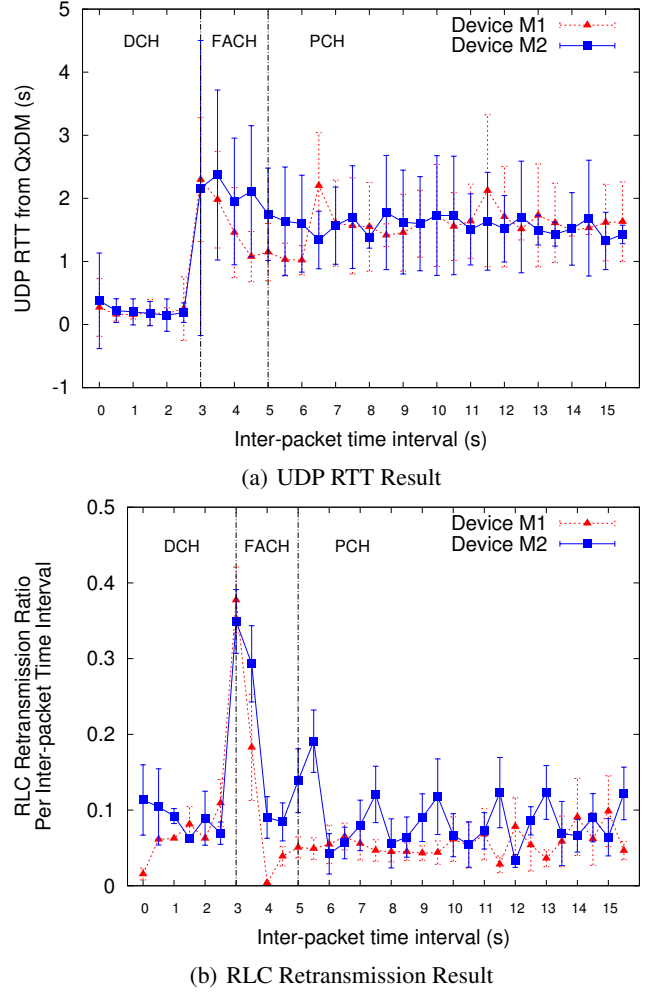 5
4
3
2
1
0
-1
UDP RTT from QxDM (s)
DCH
FACH
PCH
Device M1
Device M2
0 1 2 3 4 5 6 7 8 9 10 11 12 13 14 15
Inter-packet time interval (s)
(a) UDP RTT Result
0.5
0.4
0.3
0.2
0.1
0
RLC Retransmission Ratio
Per Inter-packet Time Interval
DCH
FACH
PCH
Device M1
Device M2
0 1 2 3 4 5 6 7 8 9 10 11 12 13 14 15
Inter-packet time interval (s)
(b) RLC Retransmission Result